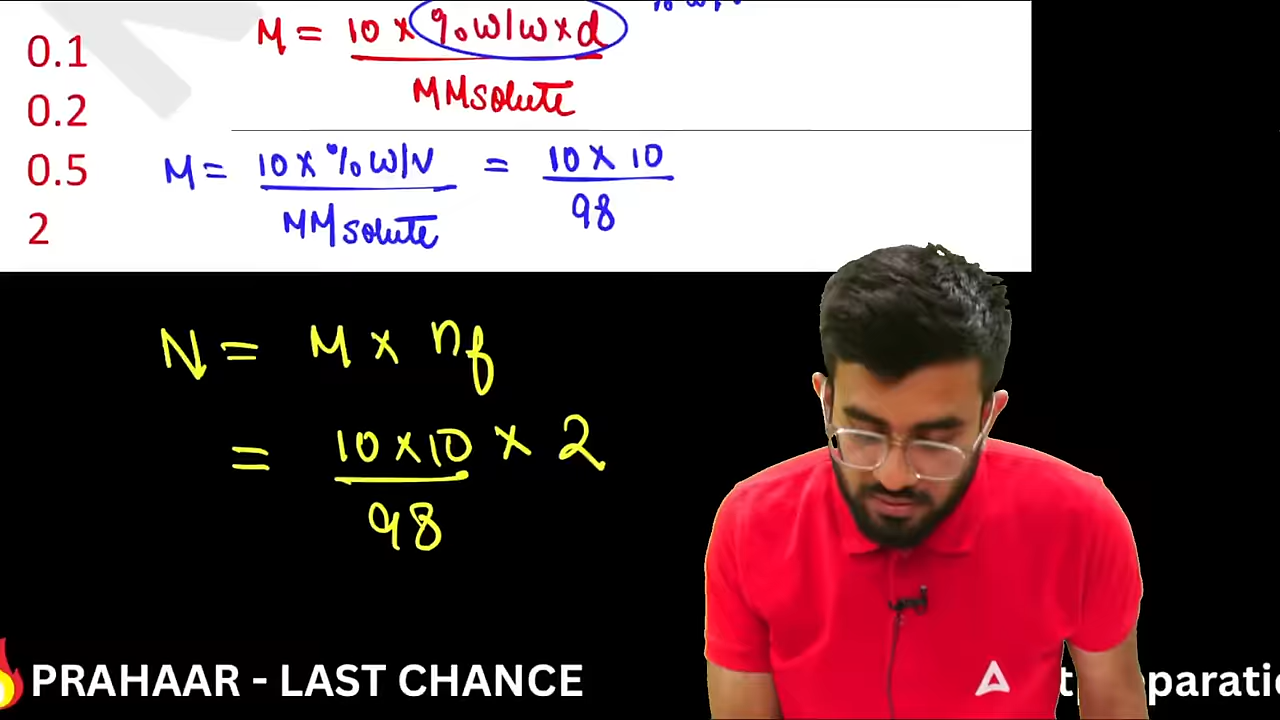 0.1
0.2
0.5
2
M = 10 × % w/w × d
MMsolute
M = 10 × % w/v = 10 × 10
MMsolute 98
N = M × nf
= 10 × 10 × 2
98
PRAHAAR - LAST CHANCE